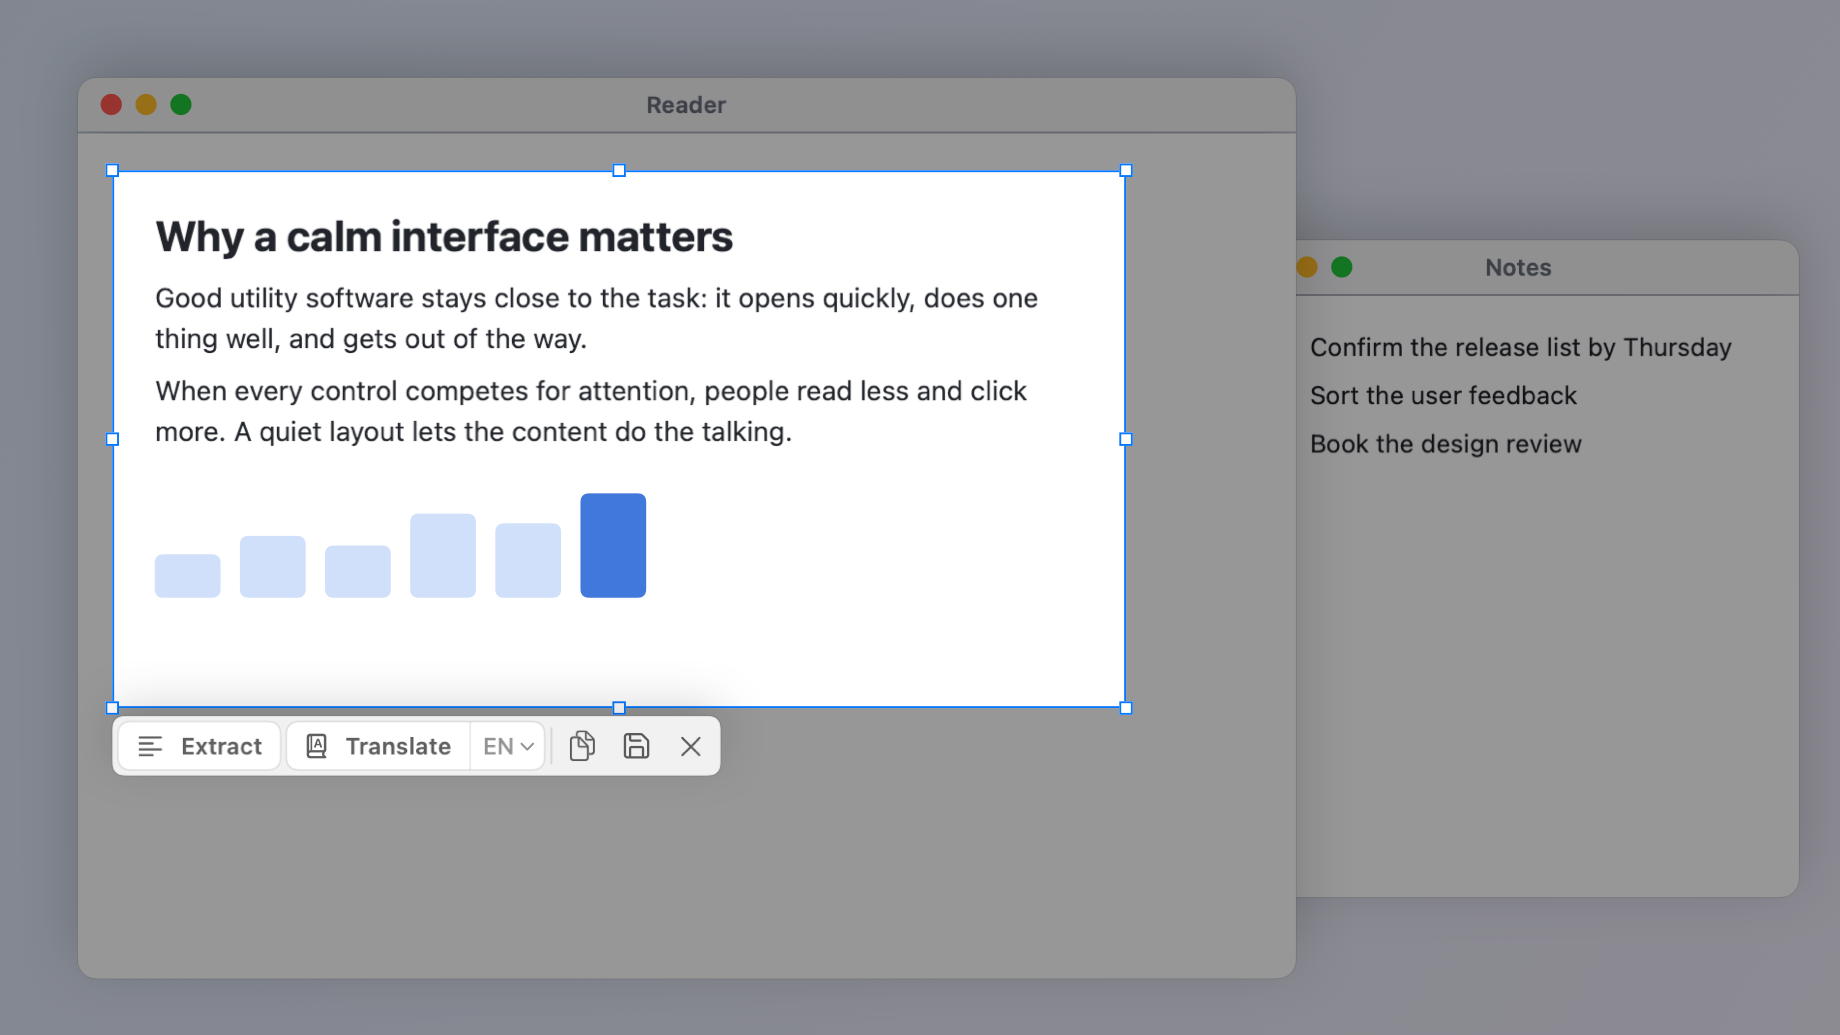 Reader
Why a calm interface matters
Good utility software stays close to the task: it opens quickly, does one
thing well, and gets out of the way.
When every control competes for attention, people read less and click
more. A quiet layout lets the content do the talking.
Extract
Translate
EN
Notes
Confirm the release list by Thursday
Sort the user feedback
Book the design review